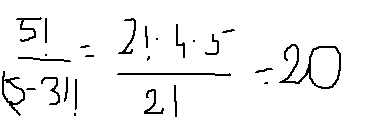 5!/(5-3)! = 2!·4·5/2! = 20